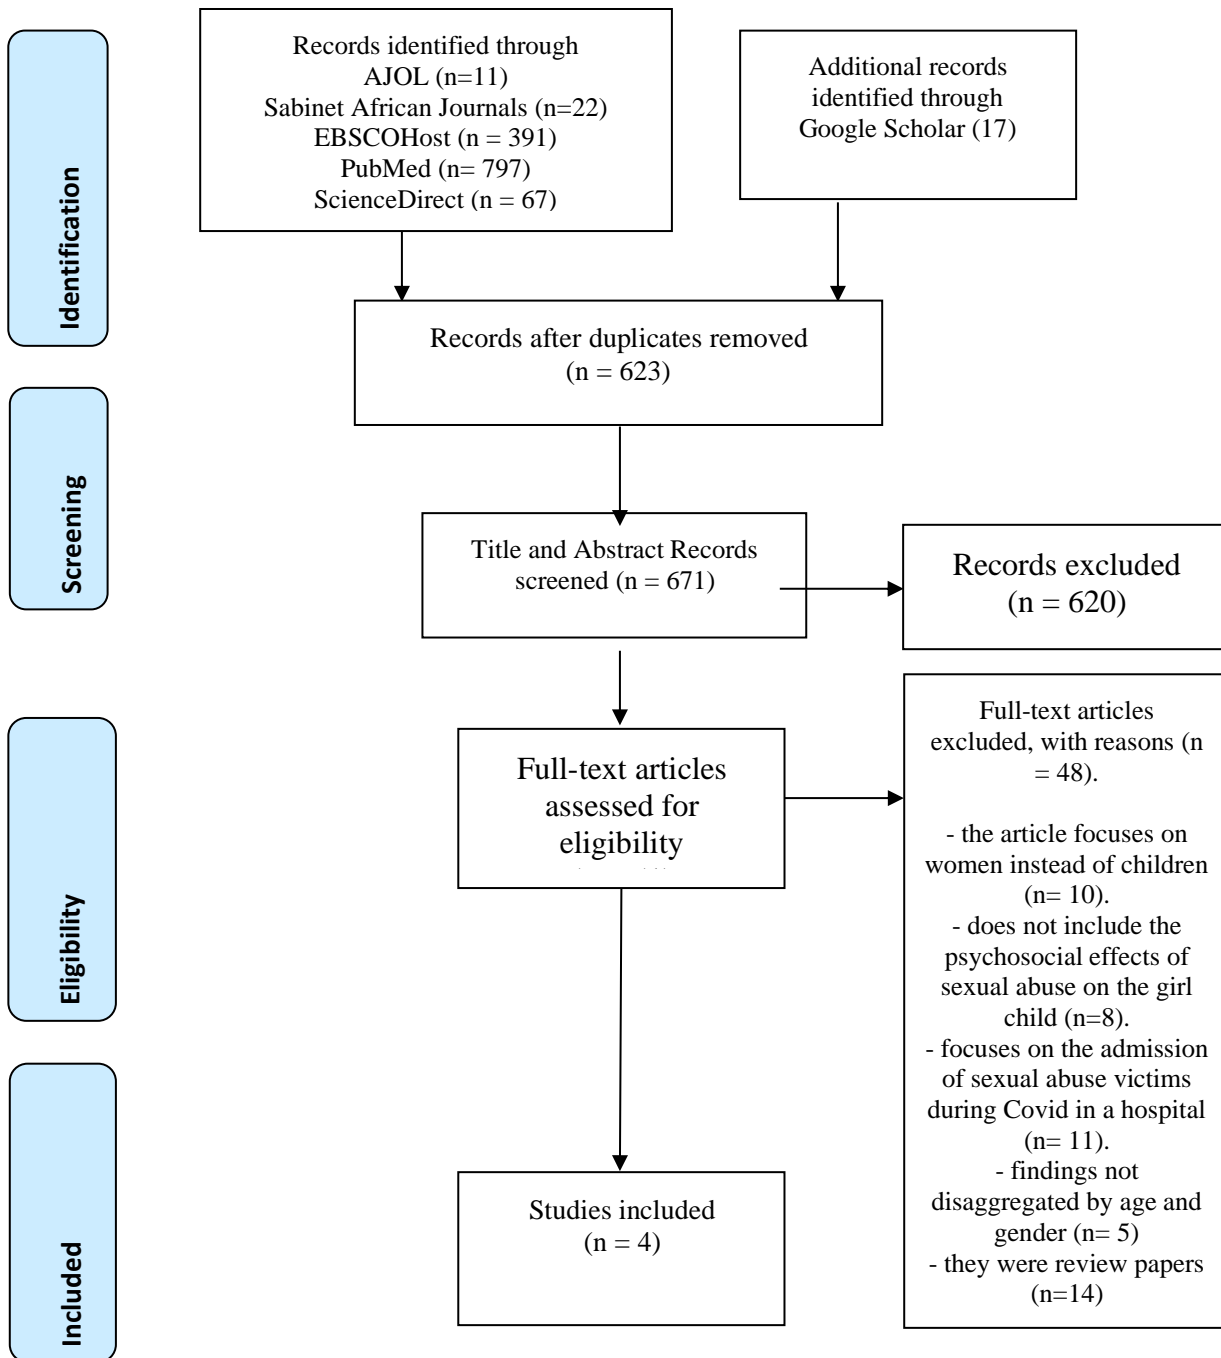 Identification
Records identified through
AJOL (n=11)
Sabinet African Journals (n=22)
EBSCOHost (n = 391)
PubMed (n= 797)
ScienceDirect (n = 67)
Additional records
identified through
Google Scholar (17)
Records after duplicates removed
(n = 623)
Screening
Title and Abstract Records
screened (n = 671)
Records excluded
(n = 620)
Eligibility
Full-text articles
assessed for
eligibility
Full-text articles
excluded, with reasons (n
= 48).
- the article focuses on
women instead of children
(n= 10).
- does not include the
psychosocial effects of
sexual abuse on the girl
child (n=8).
- focuses on the admission
of sexual abuse victims
during Covid in a hospital
(n= 11).
- findings not
disaggregated by age and
gender (n= 5)
- they were review papers
(n=14)
Included
Studies included
(n = 4)